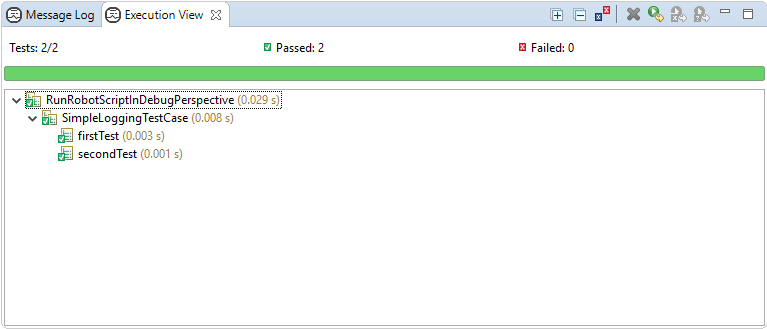 Message Log Execution View
Tests: 2/2 Passed: 2 Failed: 0
RunRobotScriptInDebugPerspective (0.029 s)
SimpleLoggingTestCase (0.008 s)
firstTest (0.003 s)
secondTest (0.001 s)